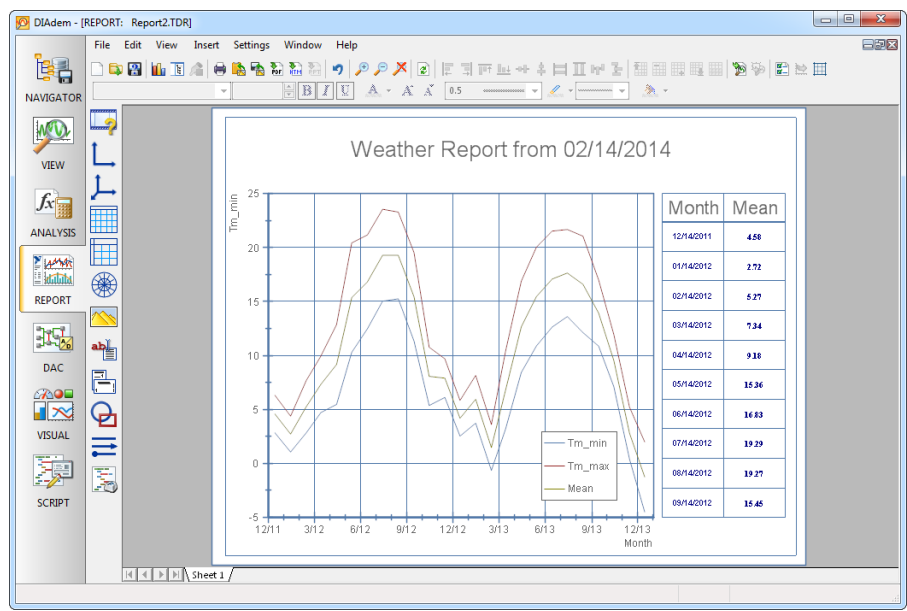 DIAdem - [REPORT:   Report2.TDR]
File Edit View Insert Settings Window Help
NAVIGATOR
VIEW
ANALYSIS
REPORT
DAC
VISUAL
SCRIPT
0.5
Weather Report from 02/14/2014
Tm_min
25
20
15
10
5
0
-5
12/11 3/12 6/12 9/12 12/12 3/13 6/13 9/13 12/13
Month
Tm_min
Tm_max
Mean
Month Mean
12/14/2011 4.58
01/14/2012 2.72
02/14/2012 5.27
03/14/2012 7.34
04/14/2012 9.18
05/14/2012 15.36
06/14/2012 16.83
07/14/2012 19.29
08/14/2012 19.27
09/14/2012 15.45
Sheet 1